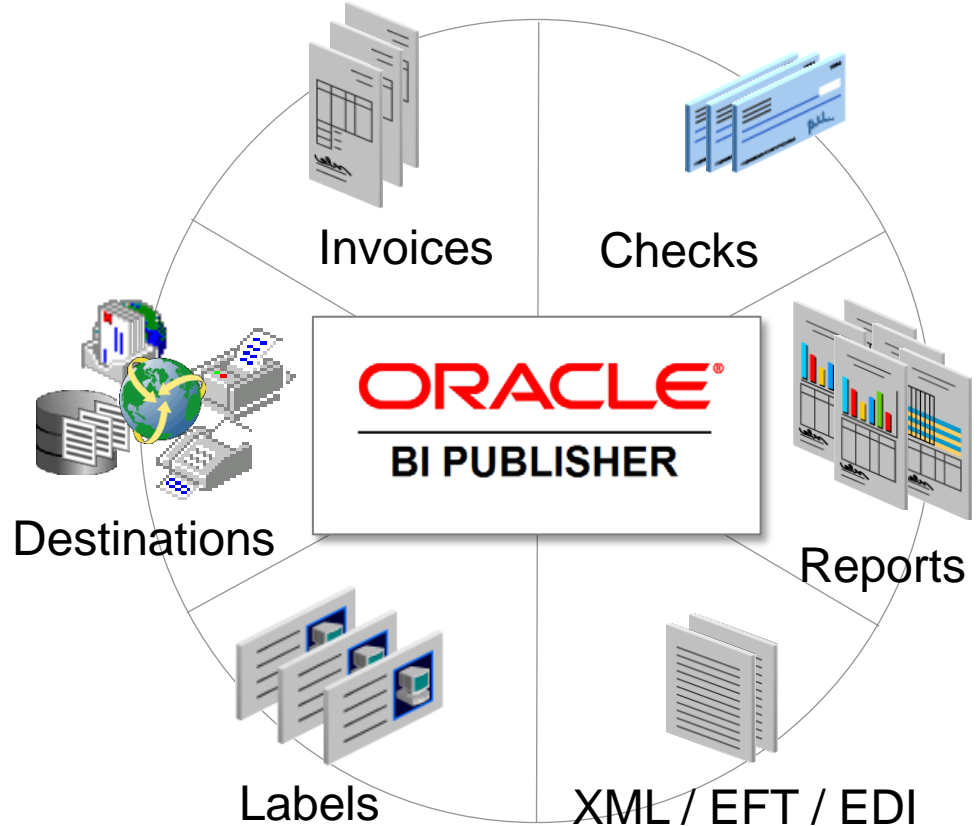 Invoices
Checks
ORACLE®
BI PUBLISHER
Destinations
Reports
Labels
XML / EFT / EDI